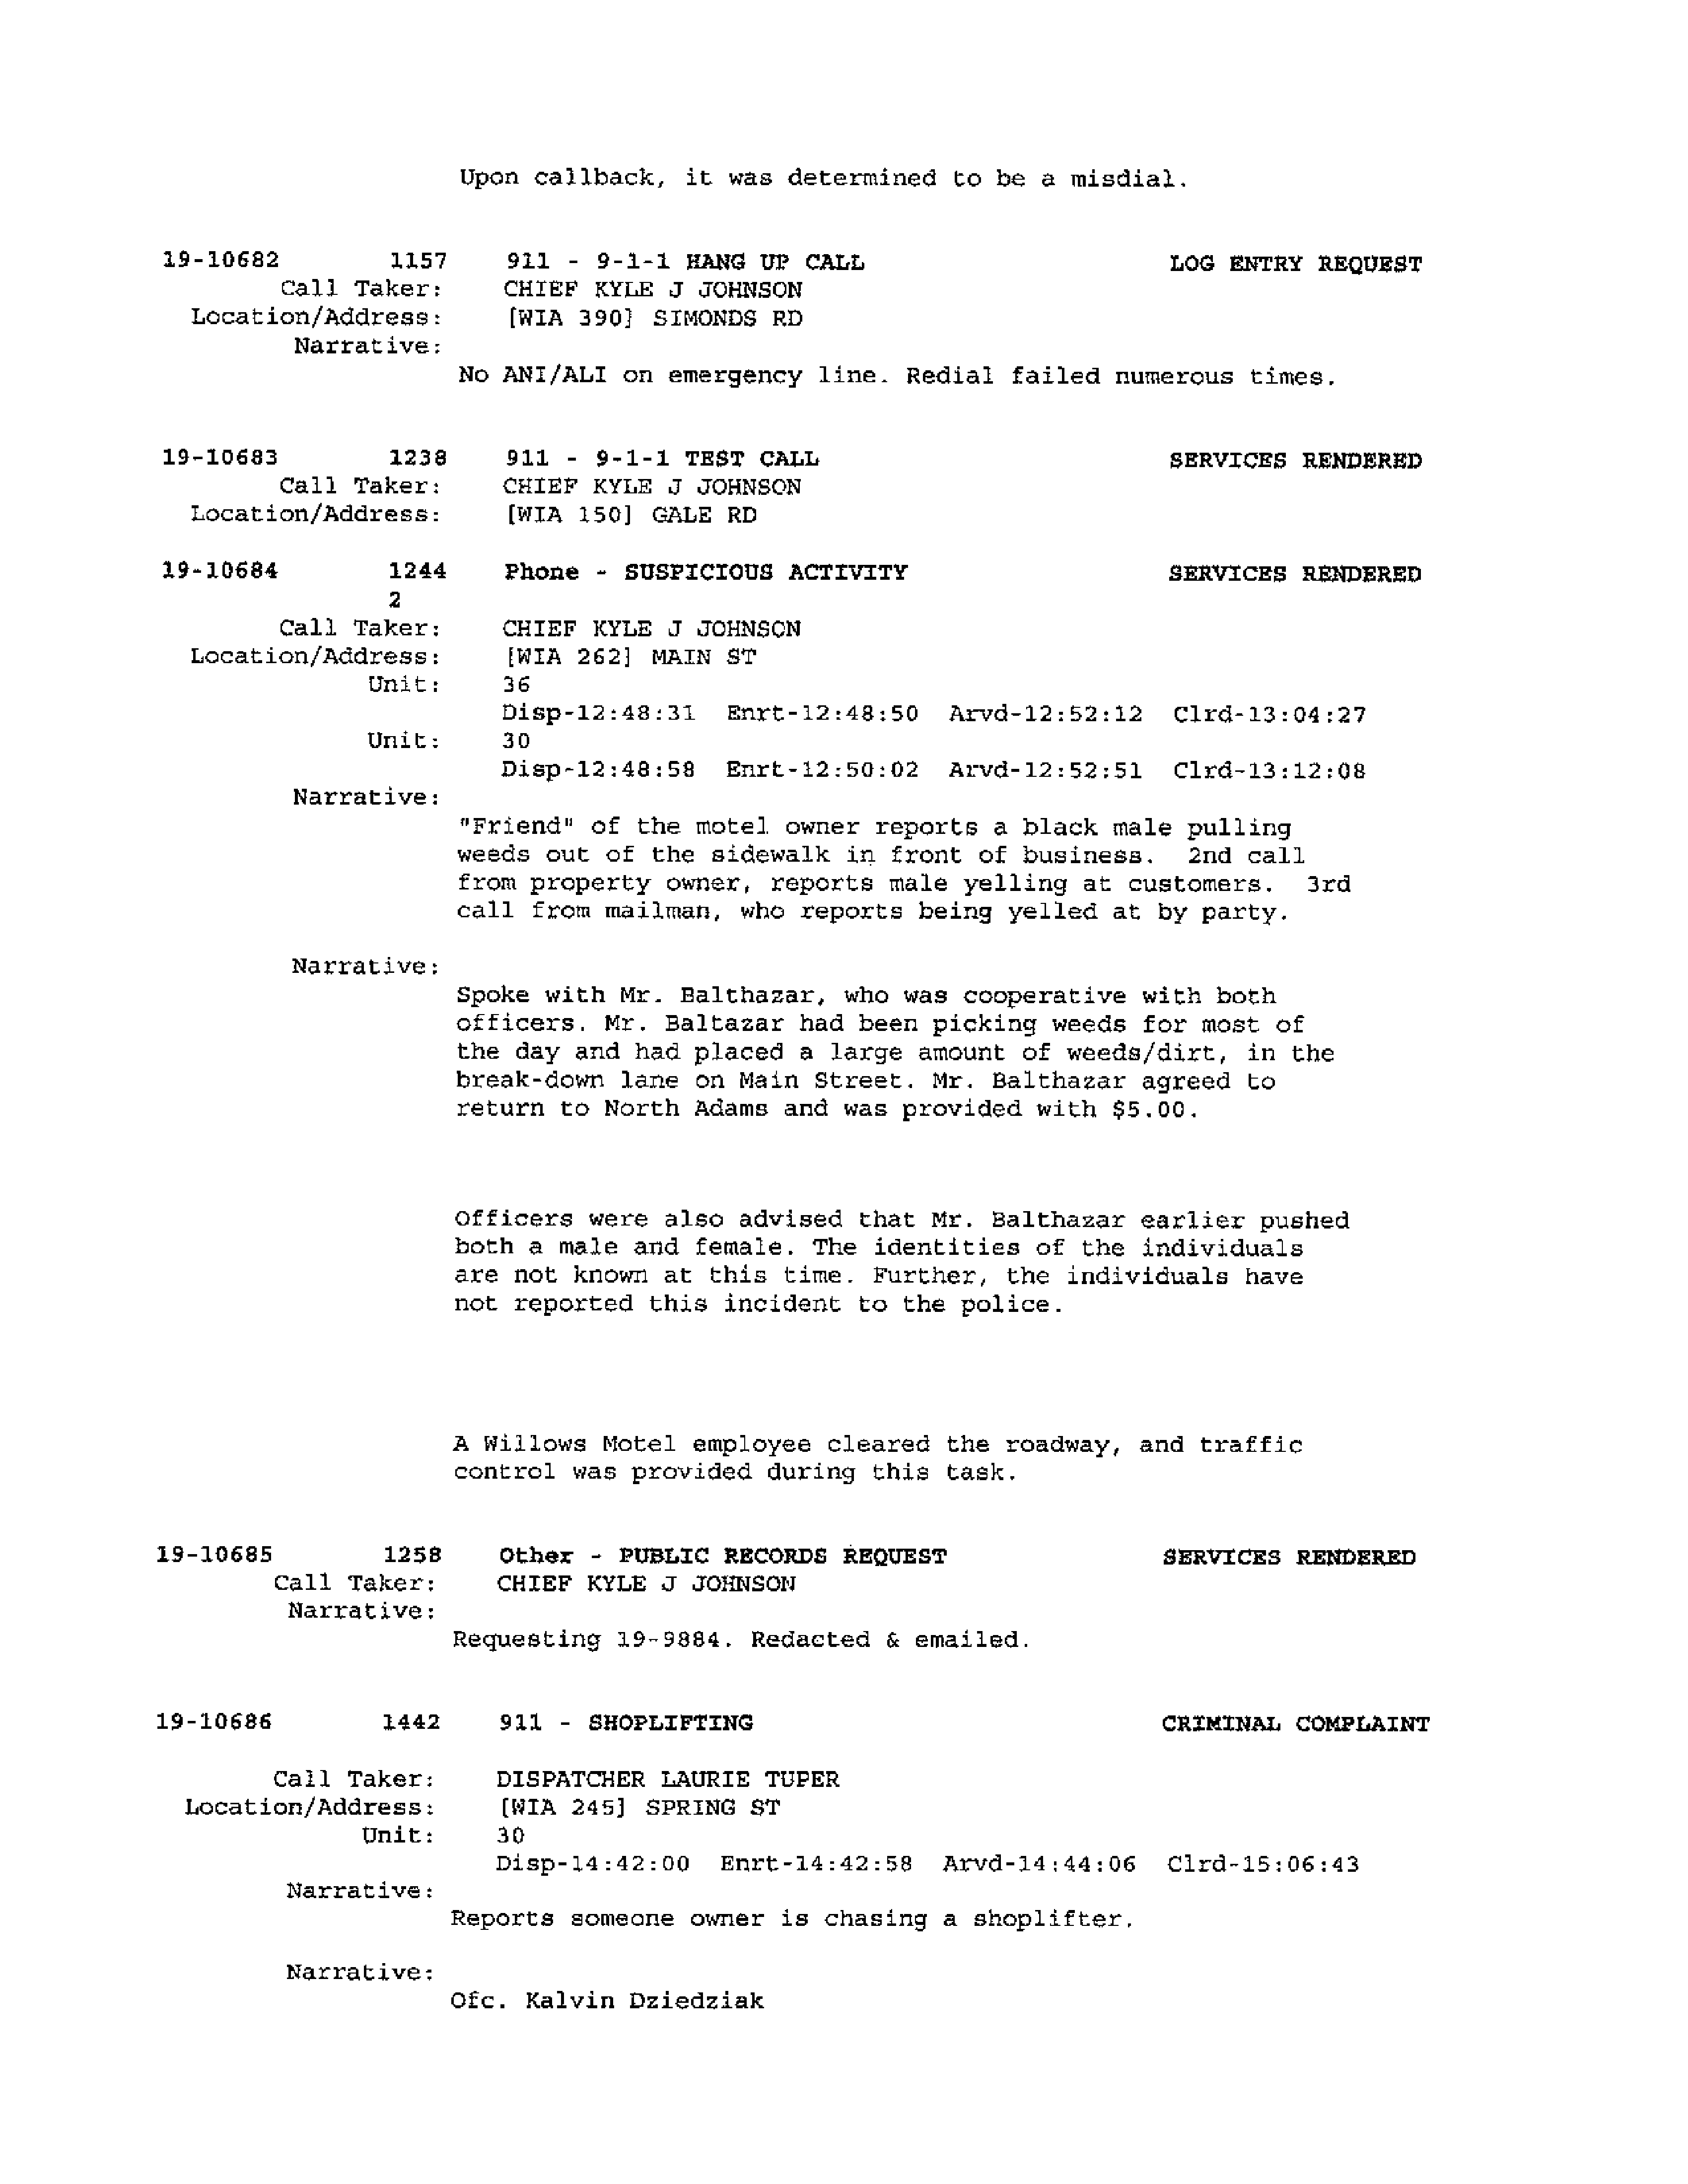 Upon callback, it was determined to be a misdial.
19-10682 1157 911 - 9-1-1 HANG UP CALL LOG ENTRY REQUEST
Call Taker: CHIEF KYLE J JOHNSON
Location/Address: [WIA 390] SIMONDS RD
Narrative:
No ANI/ALI on emergency line. Redial failed numerous times.
19-10683 1238 911 - 9-1-1 TEST CALL SERVICES RENDERED
Call Taker: CHIEF KYLE J JOHNSON
Location/Address: [WIA 150] GALE RD
19-10684 1244 Phone - SUSPICIOUS ACTIVITY SERVICES RENDERED
2
Call Taker: CHIEF KYLE J JOHNSON
Location/Address: [WIA 262] MAIN ST
Unit: 36
Disp-12:48:31 Enrt-12:48:50 Arvd-12:52:12 Clrd-13:04:27
Unit: 30
Disp-12:48:58 Enrt-12:50:02 Arvd-12:52:51 Clrd-13:12:08
Narrative:
"Friend" of the motel owner reports a black male pulling
weeds out of the sidewalk in front of business. 2nd call
from property owner, reports male yelling at customers. 3rd
call from mailman, who reports being yelled at by party.
Narrative:
Spoke with Mr. Balthazar, who was cooperative with both
officers. Mr. Baltazar had been picking weeds for most of
the day and had placed a large amount of weeds/dirt, in the
break-down lane on Main Street. Mr. Balthazar agreed to
return to North Adams and was provided with $5.00.
Officers were also advised that Mr. Balthazar earlier pushed
both a male and female. The identities of the individuals
are not known at this time. Further, the individuals have
not reported this incident to the police.
A Willows Motel employee cleared the roadway, and traffic
control was provided during this task.
19-10685 1258 Other - PUBLIC RECORDS REQUEST SERVICES RENDERED
Call Taker: CHIEF KYLE J JOHNSON
Narrative:
Requesting 19-9884. Redacted & emailed.
19-10686 1442 911 - SHOPLIFTING CRIMINAL COMPLAINT
Call Taker: DISPATCHER LAURIE TUPER
Location/Address: [WIA 245] SPRING ST
Unit: 30
Disp-14:42:00 Enrt-14:42:58 Arvd-14:44:06 Clrd-15:06:43
Narrative:
Reports someone owner is chasing a shoplifter.
Narrative:
Ofc. Kalvin Dziedziak